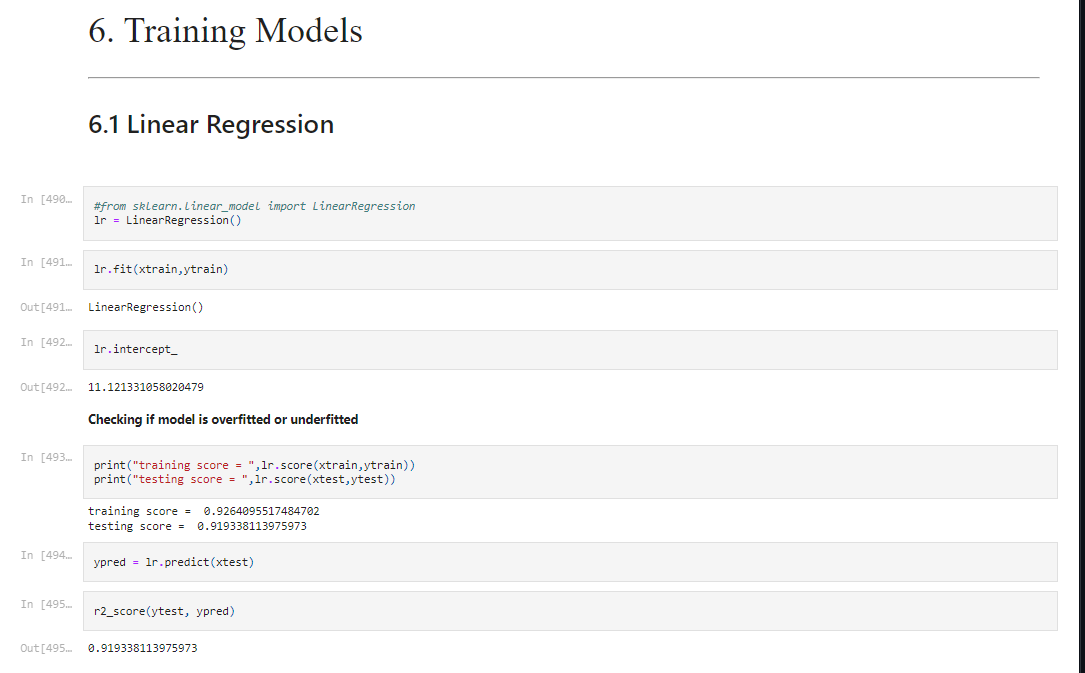 6. Training Models
6.1 Linear Regression
In [490…
#from sklearn.linear_model import LinearRegression
lr = LinearRegression()
In [491…
lr.fit(xtrain,ytrain)
Out[491…
LinearRegression()
In [492…
lr.intercept_
Out[492…
11.121331058020479
Checking if model is overfitted or underfitted
In [493…
print("training score = ",lr.score(xtrain,ytrain))
print("testing score = ",lr.score(xtest,ytest))
training score =  0.9264095517484702
testing score =  0.919338113975973
In [494…
ypred = lr.predict(xtest)
In [495…
r2_score(ytest, ypred)
Out[495…
0.919338113975973